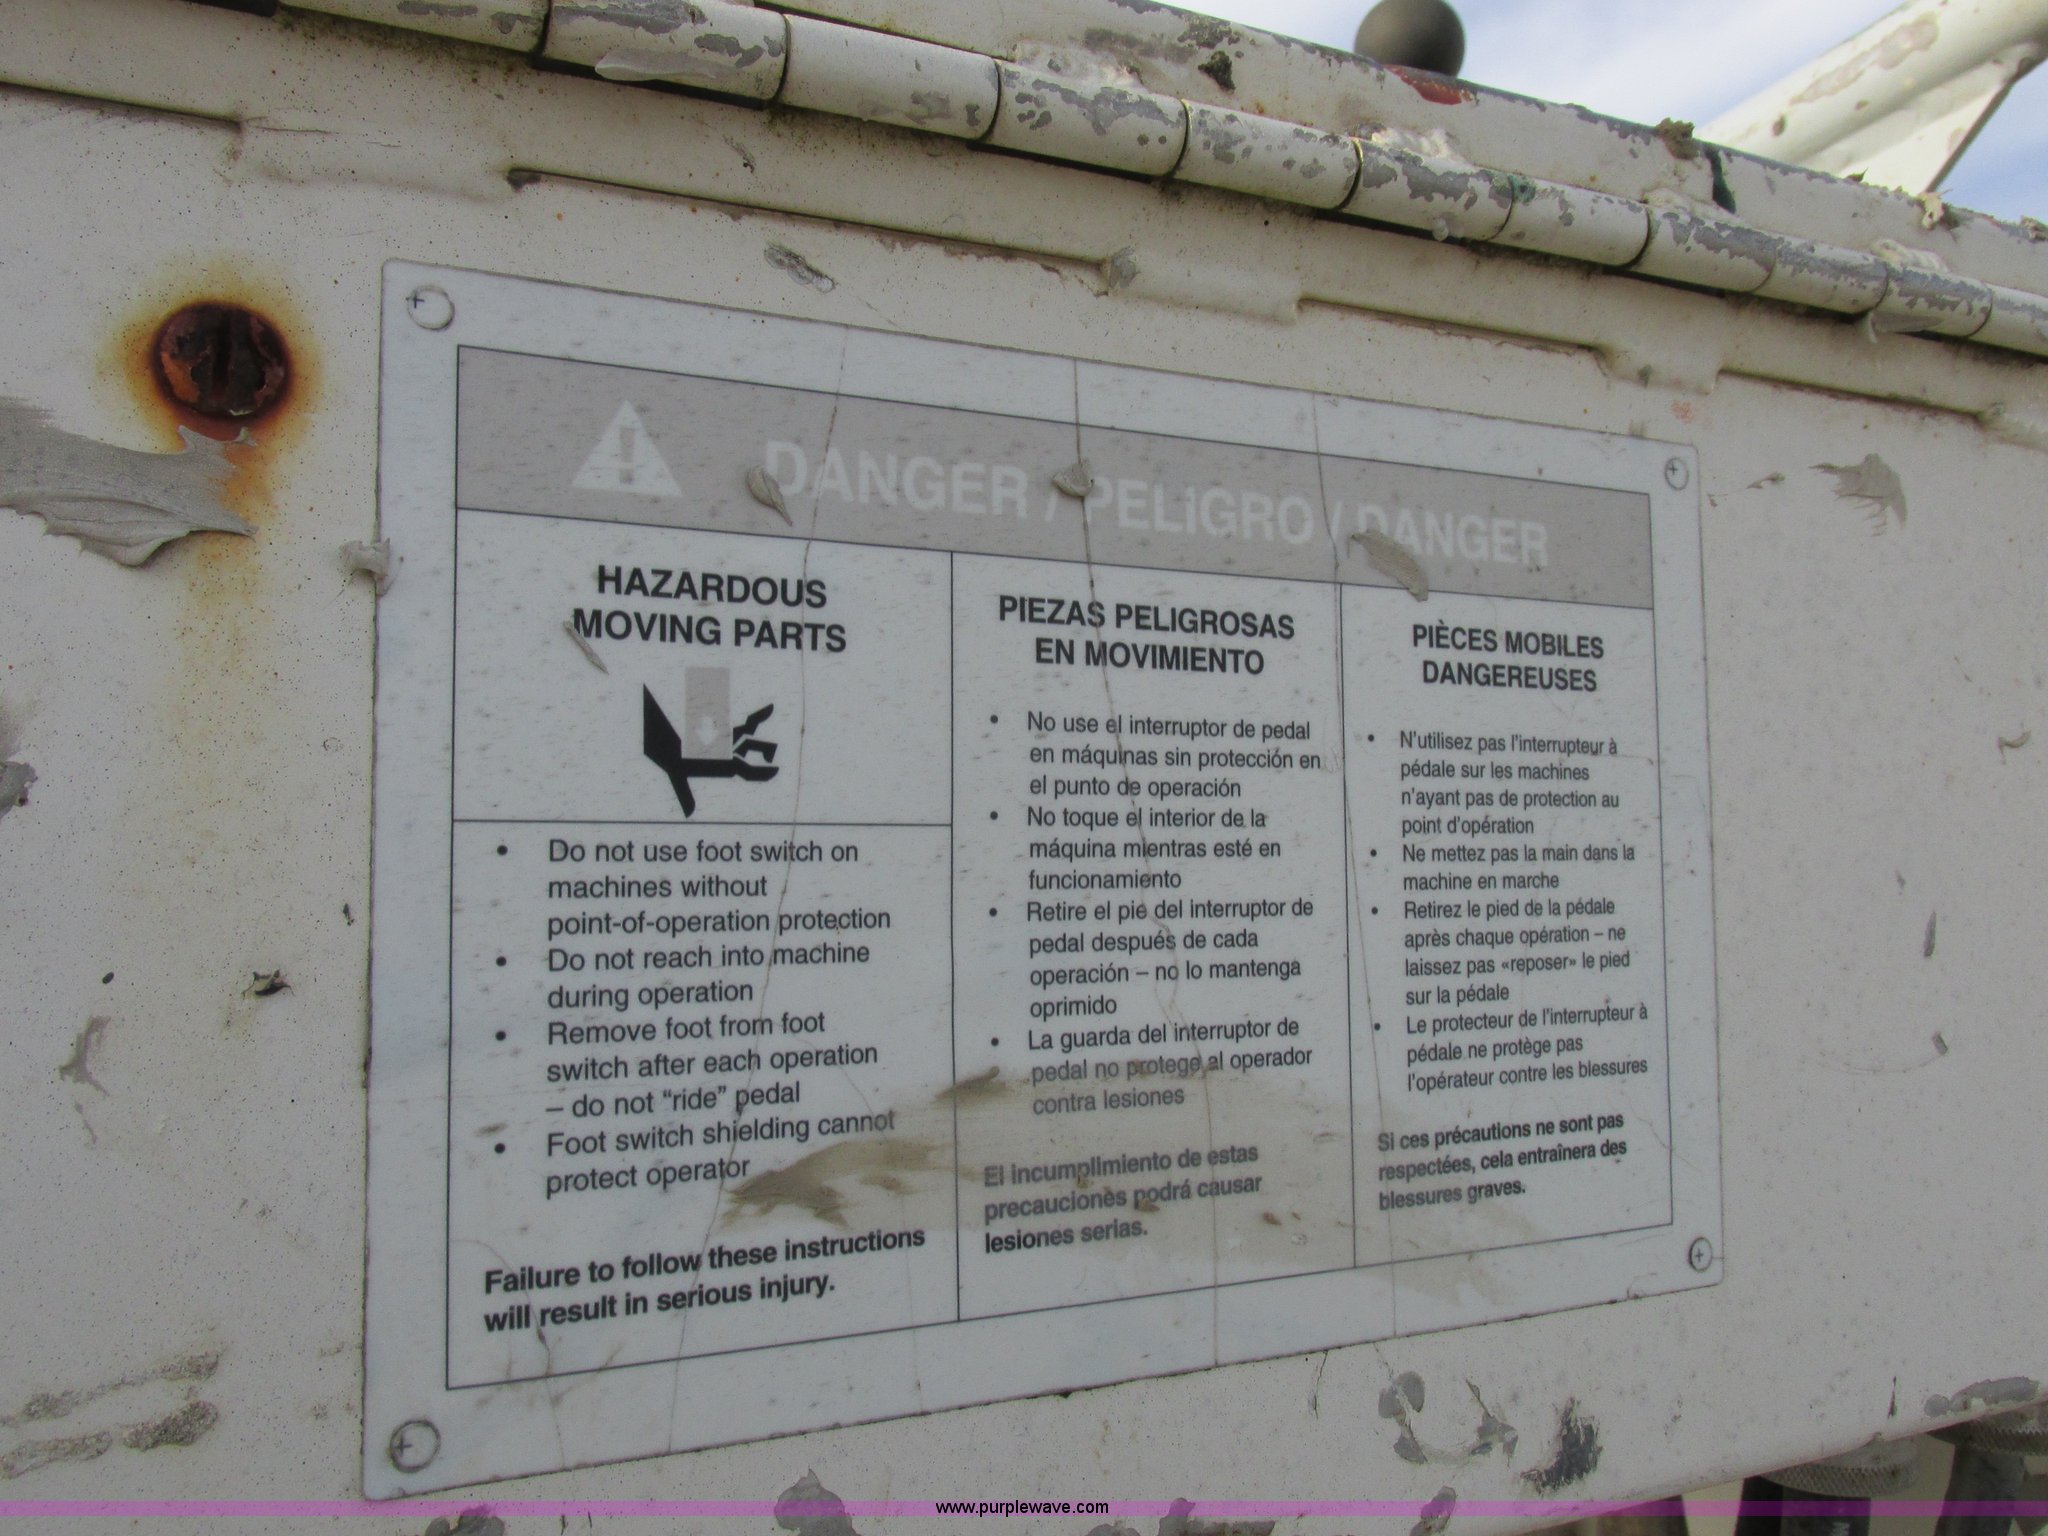 DANGER / PELIGRO / DANGER
HAZARDOUS
MOVING PARTS
• Do not use foot switch on
machines without
point-of-operation protection
• Do not reach into machine
during operation
• Remove foot from foot
switch after each operation
– do not “ride” pedal
• Foot switch shielding cannot
protect operator
Failure to follow these instructions
will result in serious injury.
PIEZAS PELIGROSAS
EN MOVIMIENTO
• No use el interruptor de pedal
en máquinas sin protección en
el punto de operación
• No toque el interior de la
máquina mientras esté en
funcionamiento
• Retire el pie del interruptor de
pedal después de cada
operación – no lo mantenga
oprimido
• La guarda del interruptor de
pedal no protege al operador
contra lesiones
El incumplimiento de estas
precauciones podrá causar
lesiones serias.
PIÈCES MOBILES
DANGEREUSES
• N'utilisez pas l'interrupteur à
pédale sur les machines
n'ayant pas de protection au
point d'opération
• Ne mettez pas la main dans la
machine en marche
• Retirez le pied de la pédale
après chaque opération – ne
laissez pas «reposer» le pied
sur la pédale
• Le protecteur de l'interrupteur à
pédale ne protège pas
l'opérateur contre les blessures
Si ces précautions ne sont pas
respectées, cela entraînera des
blessures graves.
www.purplewave.com